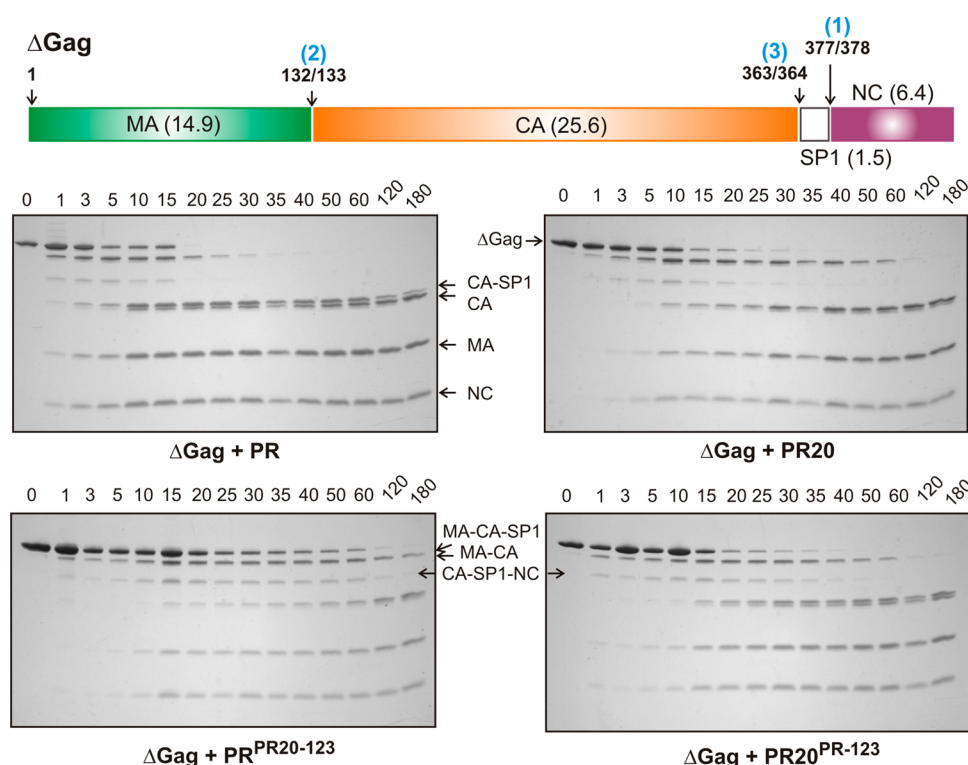 ΔGag
(1)
(2)
(3)
377/378
1
132/133
363/364
NC (6.4)
MA (14.9)
CA (25.6)
SP1 (1.5)
0 1 3 5 10 15 20 25 30 35 40 50 60 120 180
0 1 3 5 10 15 20 25 30 35 40 50 60 120 180
ΔGag
CA-SP1
CA
MA
NC
ΔGag + PR
ΔGag + PR20
0 1 3 5 10 15 20 25 30 35 40 50 60 120 180
0 1 3 5 10 15 20 25 30 35 40 50 60 120 180
MA-CA-SP1
MA-CA
CA-SP1-NC
ΔGag + PR^PR20-123
ΔGag + PR20^PR-123